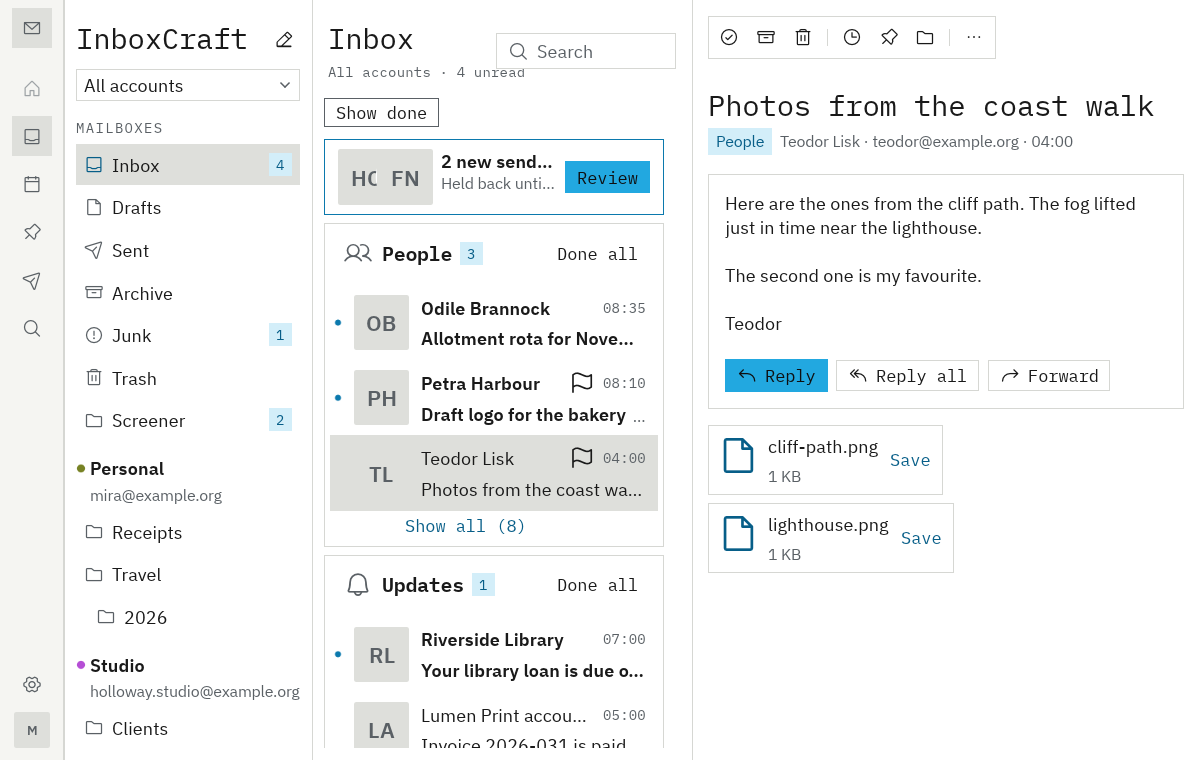 InboxCraft
All accounts
MAILBOXES
Inbox 4
Drafts
Sent
Archive
Junk 1
Trash
Screener 2
Personal
mira@example.org
Receipts
Travel
2026
Studio
holloway.studio@example.org
Clients
M
Inbox
Search
All accounts · 4 unread
Show done
FN
2 new send...
Held back unti...
Review
People 3 Done all
OB
Odile Brannock 08:35
Allotment rota for Nove...
PH
Petra Harbour 08:10
Draft logo for the bakery ...
TL
Teodor Lisk 04:00
Photos from the coast wa...
Show all (8)
Updates 1 Done all
RL
Riverside Library 07:00
Your library loan is due o...
LA
Lumen Print accou... 05:00
Invoice 2026-031 is paid
Photos from the coast walk
People Teodor Lisk · teodor@example.org · 04:00
Here are the ones from the cliff path. The fog lifted
just in time near the lighthouse.
The second one is my favourite.
Teodor
Reply Reply all Forward
cliff-path.png
1 KB
Save
lighthouse.png
1 KB
Save